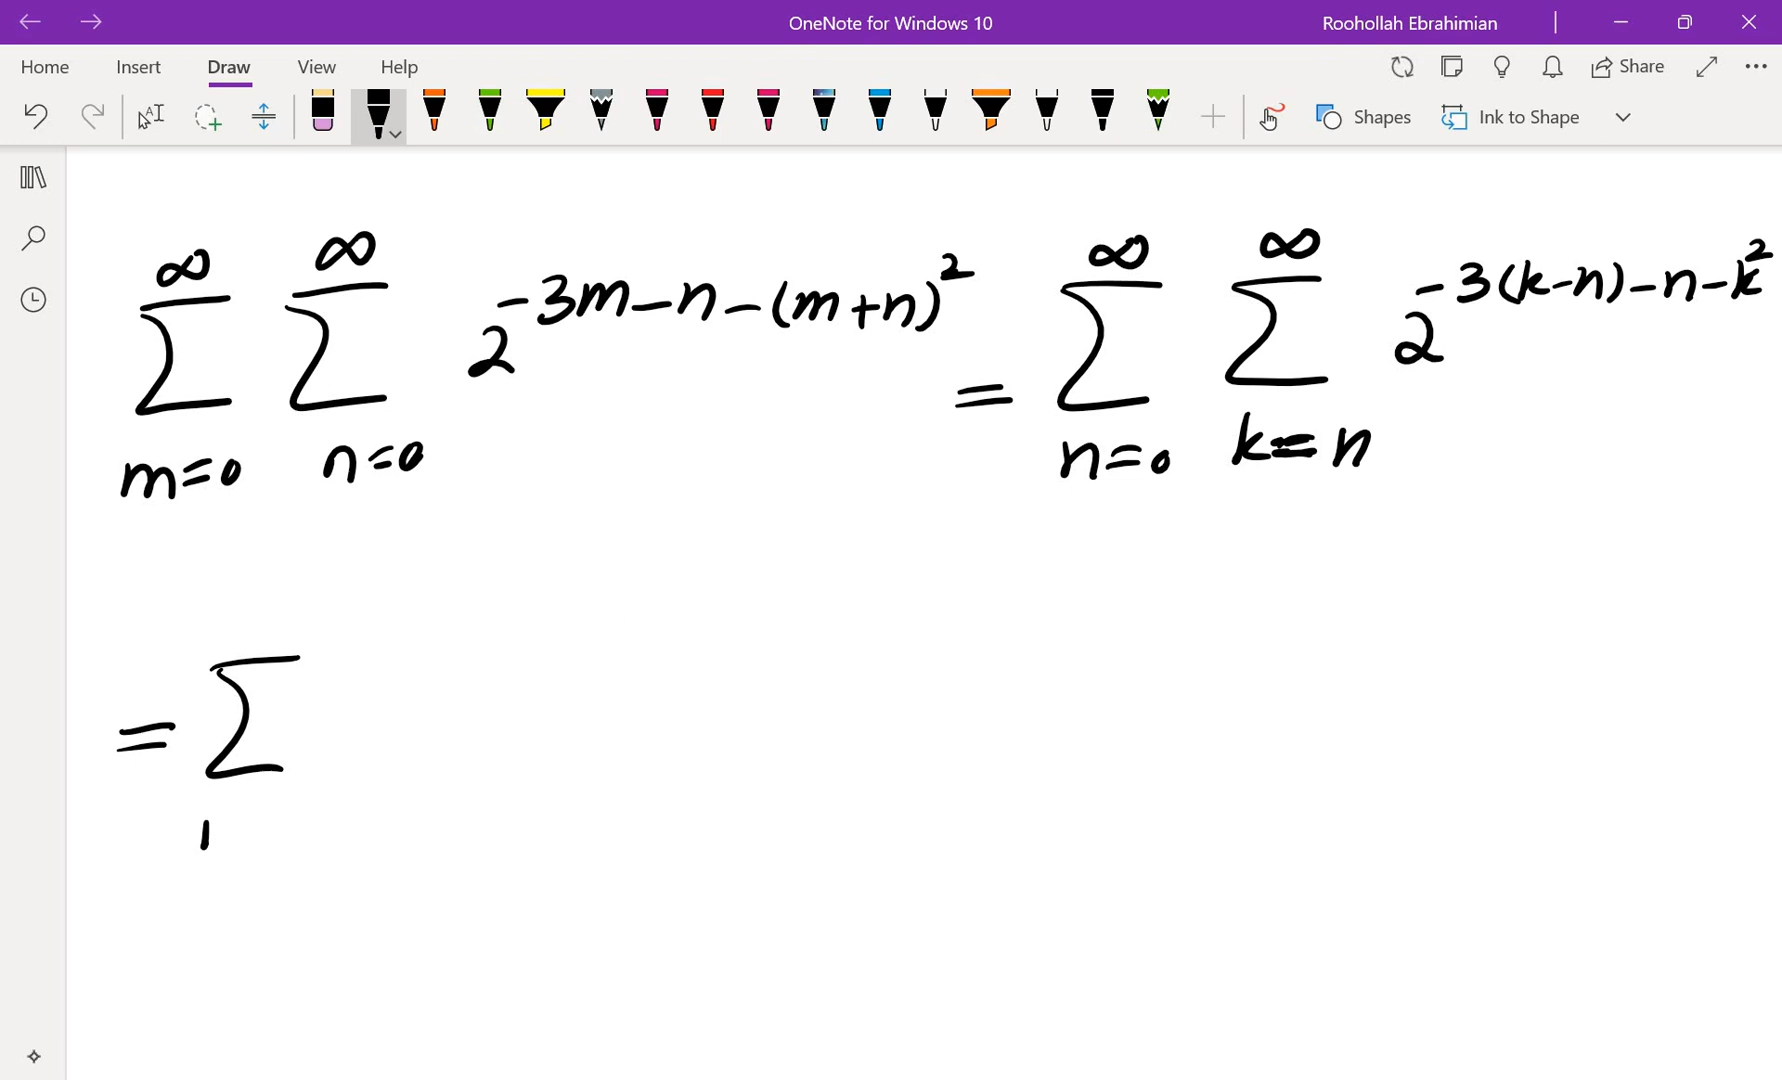 OneNote for Windows 10 Roohollah Ebrahimian
Home Insert Draw View Help Share
Shapes Ink to Shape
∞ ∞ ∞ ∞
∑ ∑ 2^{-3m-n-(m+n)^2} = ∑ ∑ 2^{-3(k-n)-n-k^2}
m=0 n=0 n=0 k=n
= ∑